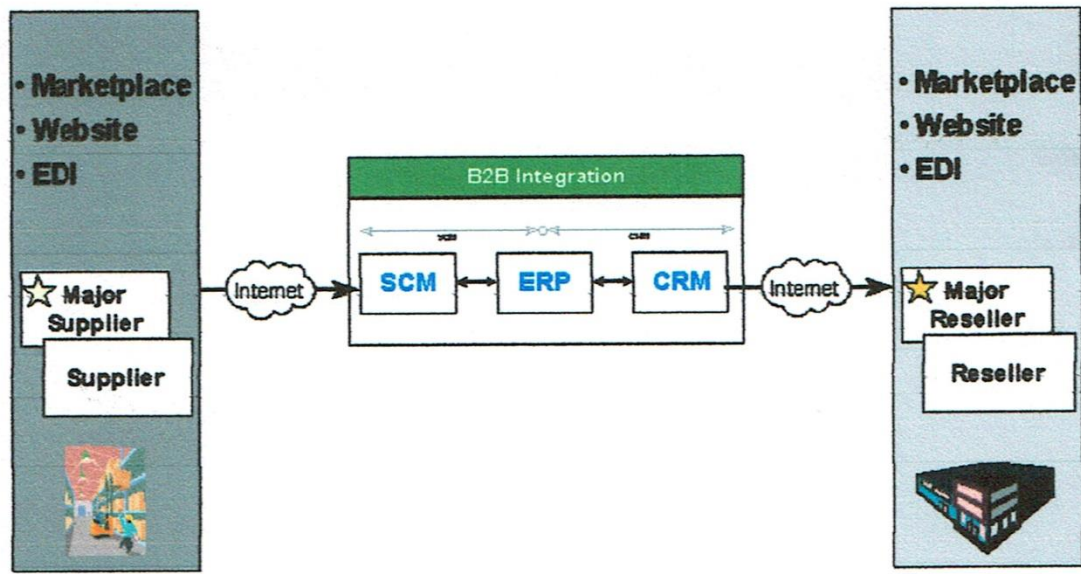 • Marketplace
• Website
• EDI
Major
Supplier
Supplier
Internet
B2B Integration
SCM
ERP
CRM
Internet
• Marketplace
• Website
• EDI
Major
Reseller
Reseller